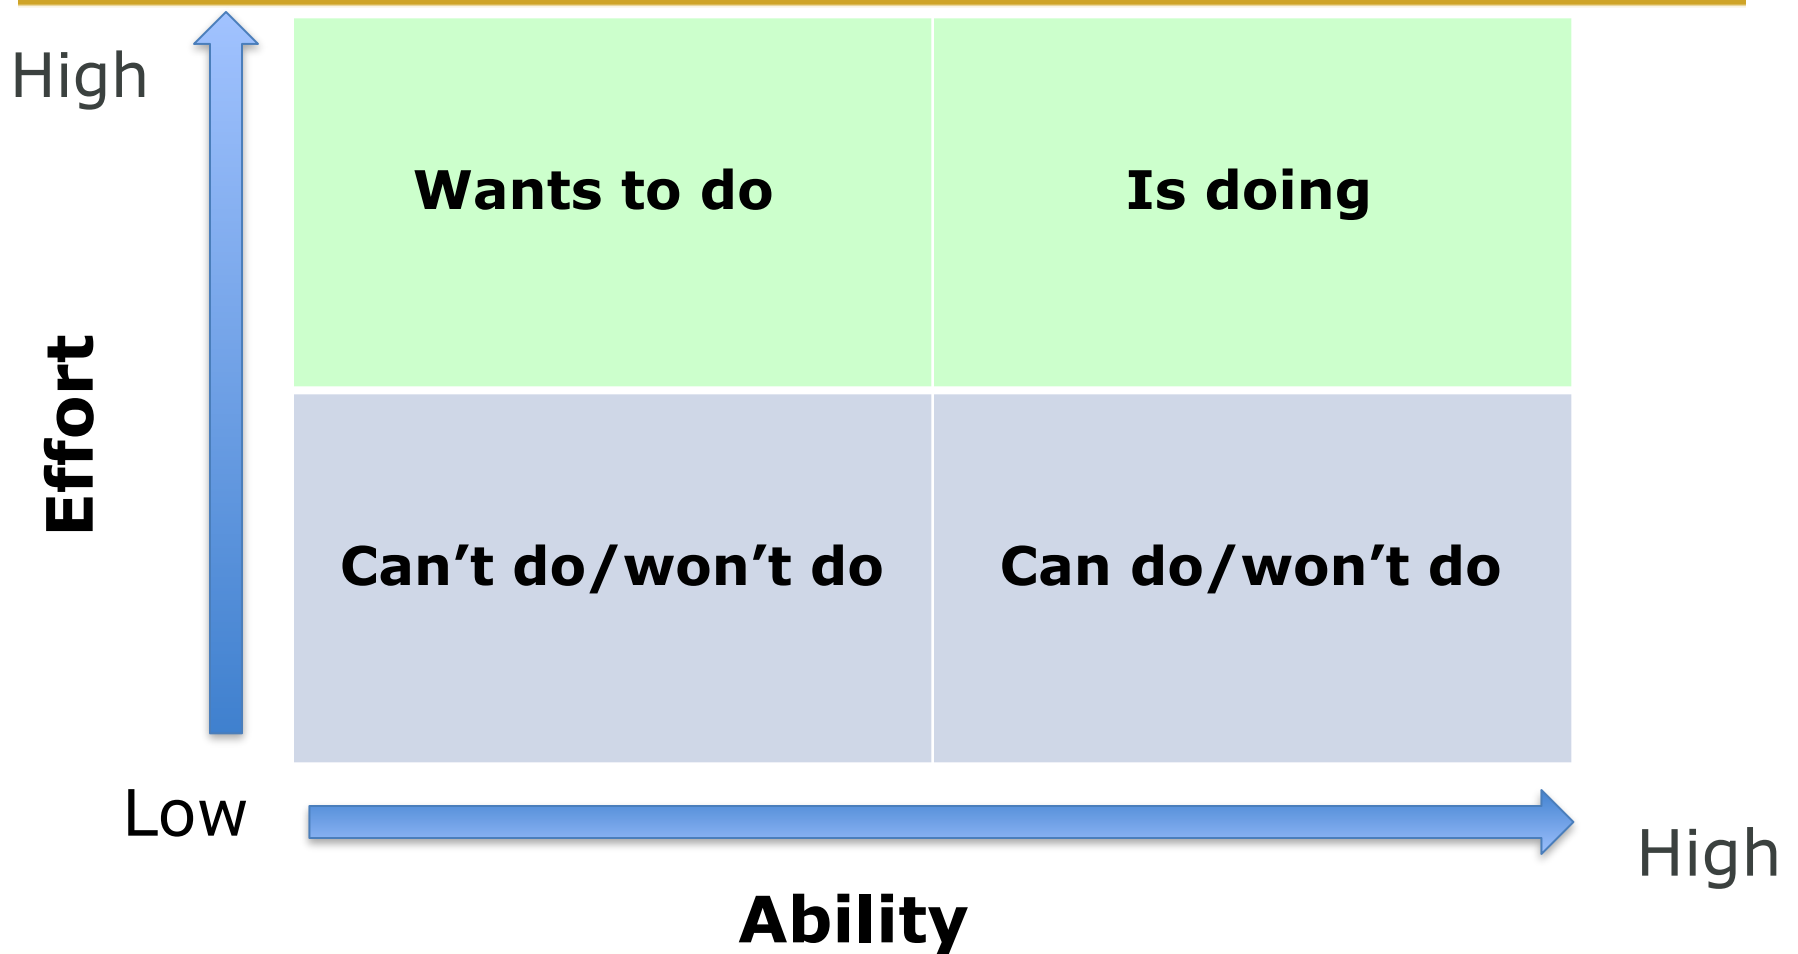 High
Wants to do
Is doing
Effort
Can’t do/won’t do
Can do/won’t do
Low
High
Ability